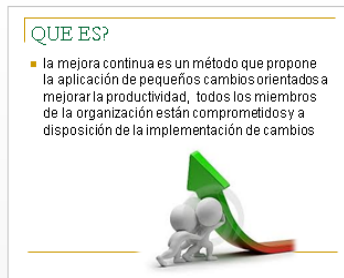 QUE ES?
la mejora continua es un método que propone
la aplicación de pequeños cambios orientados a
mejorar la productividad, todos los miembros
de la organización están comprometidos y a
disposición de la implementación de cambios